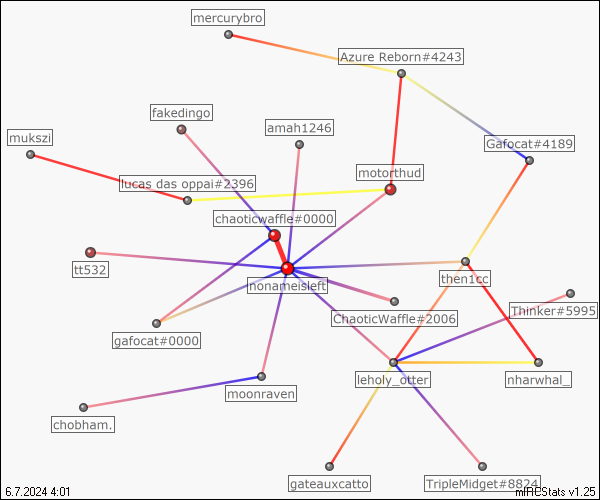 mercurybro
Azure Reborn#4243
fakedingo
amah1246
mukszi
Gafocat#4189
motorthud
lucas das oppai#2396
chaoticwaffle#0000
tt532
then1cc
nonameisleft
Thinker#5995
ChaoticWaffle#2006
gafocat#0000
leholy_otter
nharwhal_
moonraven
chobham.
gateauxcatto
TripleMidget#8824
6.7.2024 4:01
mIRCStats v1.25